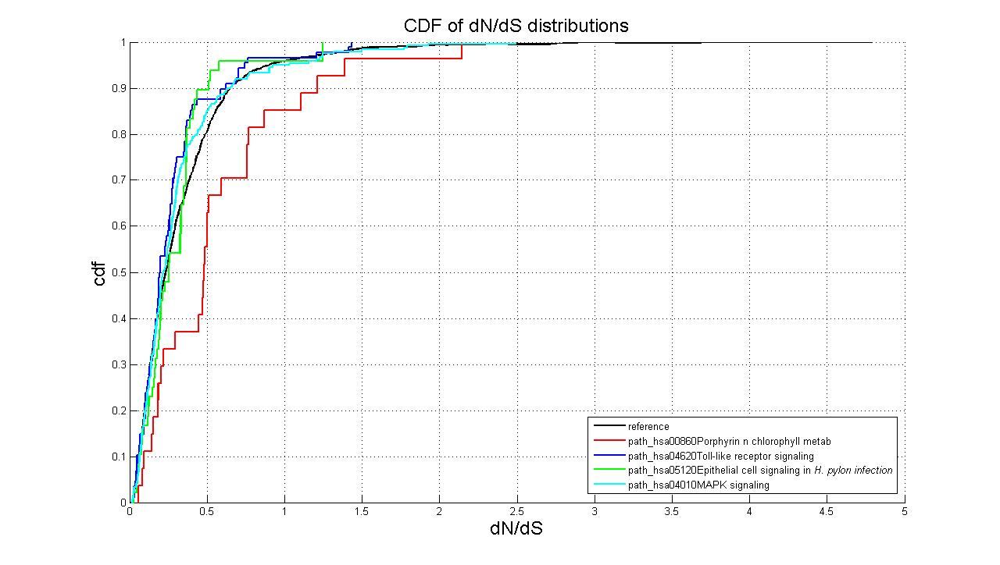 CDF of dN/dS distributions
1
0.9
0.8
0.7
0.6
0.5
0.4
0.3
0.2
0.1
0
cdf
0 0.5 1 1.5 2 2.5 3 3.5 4 4.5 5
dN/dS
reference
path_hsa00860Porphyrin n chlorophyll metab
path_hsa04620Toll-like receptor signaling
path_hsa05120Epithelial cell signaling in H. pylori infection
path_hsa04010MAPK signaling